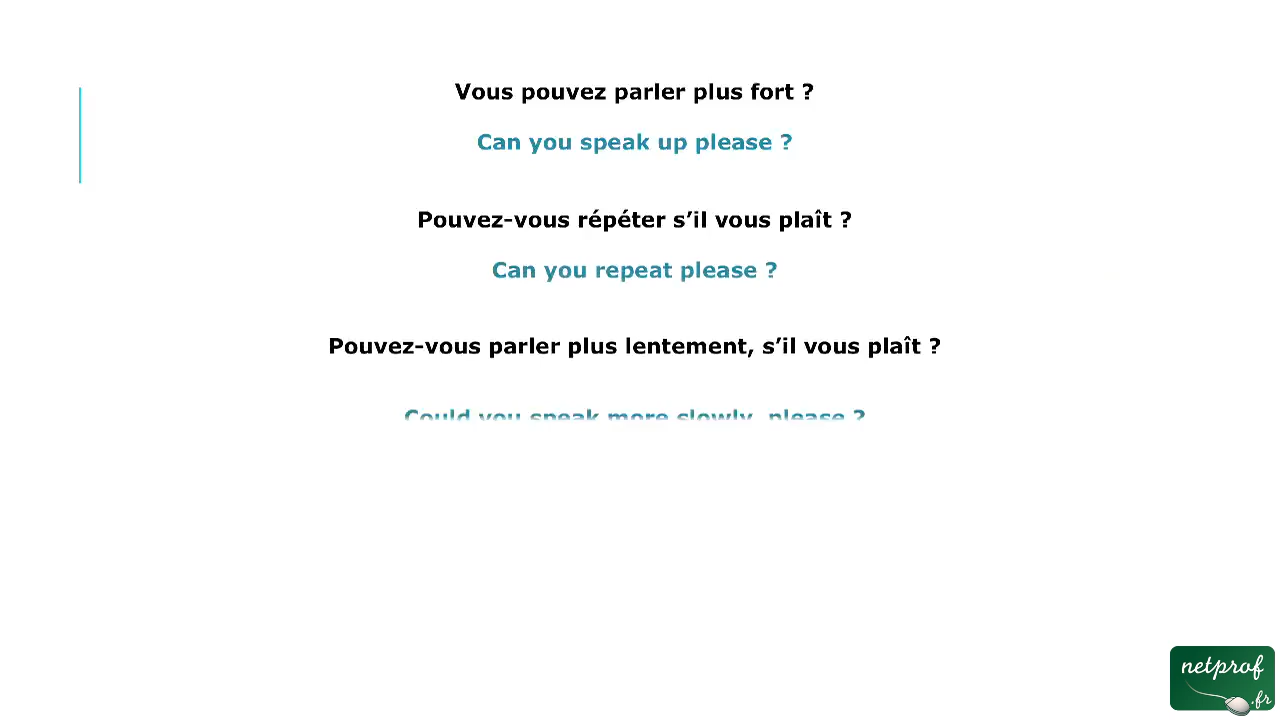 Vous pouvez parler plus fort ?
Can you speak up please ?
Pouvez-vous répéter s’il vous plaît ?
Can you repeat please ?
Pouvez-vous parler plus lentement, s’il vous plaît ?
Could you speak more slowly, please ?
netprof
.fr